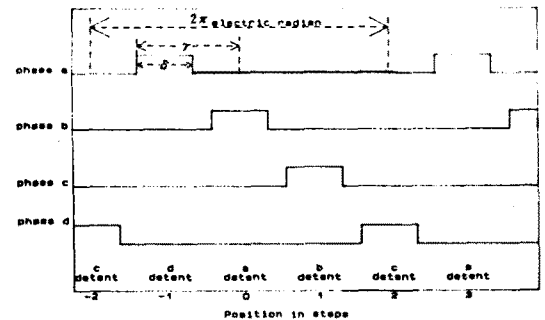 2π electric radian
γ
phase a
δ
phase b
phase c
phase d
c d a b c
detent detent detent detent detent detent
-2 -1 0 1 2 3
Position in steps